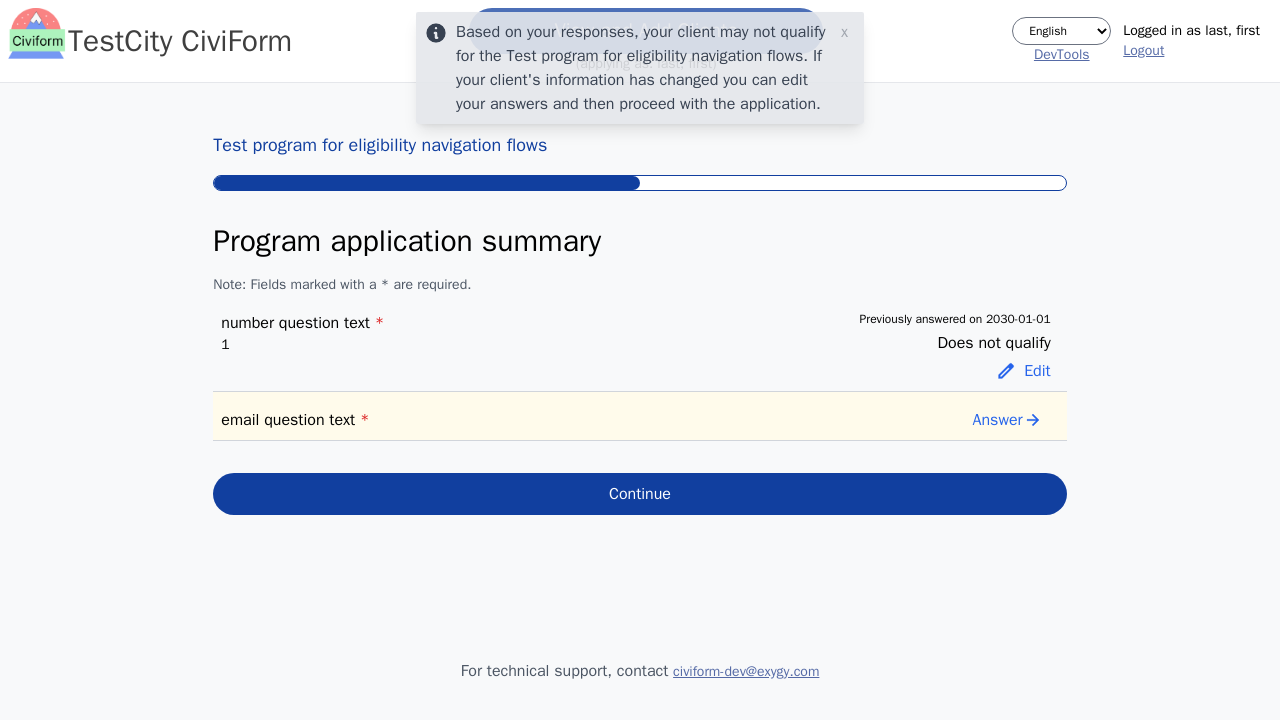 Civiform
TestCity CiviForm
Based on your responses, your client may not qualify
for the Test program for eligibility navigation flows. If
your client's information has changed you can edit
your answers and then proceed with the application.
x
English
DevTools
Logged in as last, first
Logout
Test program for eligibility navigation flows
Program application summary
Note: Fields marked with a * are required.
number question text *
1
Previously answered on 2030-01-01
Does not qualify
Edit
email question text *
Answer
Continue
For technical support, contact civiform-dev@exygy.com